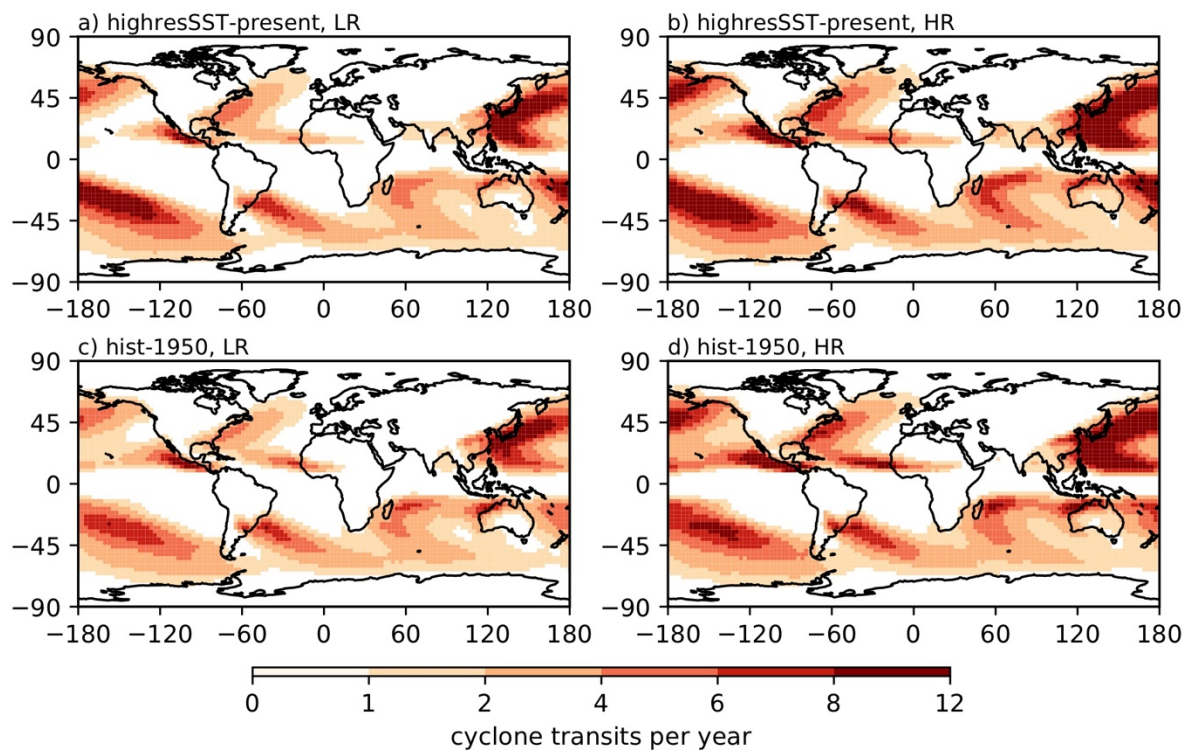 a) highresSST-present, LR
b) highresSST-present, HR
90
45
0
−45
−90
−180 −120 −60 0 60 120 180
90
45
0
−45
−90
−180 −120 −60 0 60 120 180
c) hist-1950, LR
d) hist-1950, HR
90
45
0
−45
−90
−180 −120 −60 0 60 120 180
90
45
0
−45
−90
−180 −120 −60 0 60 120 180
0 1 2 4 6 8 12
cyclone transits per year